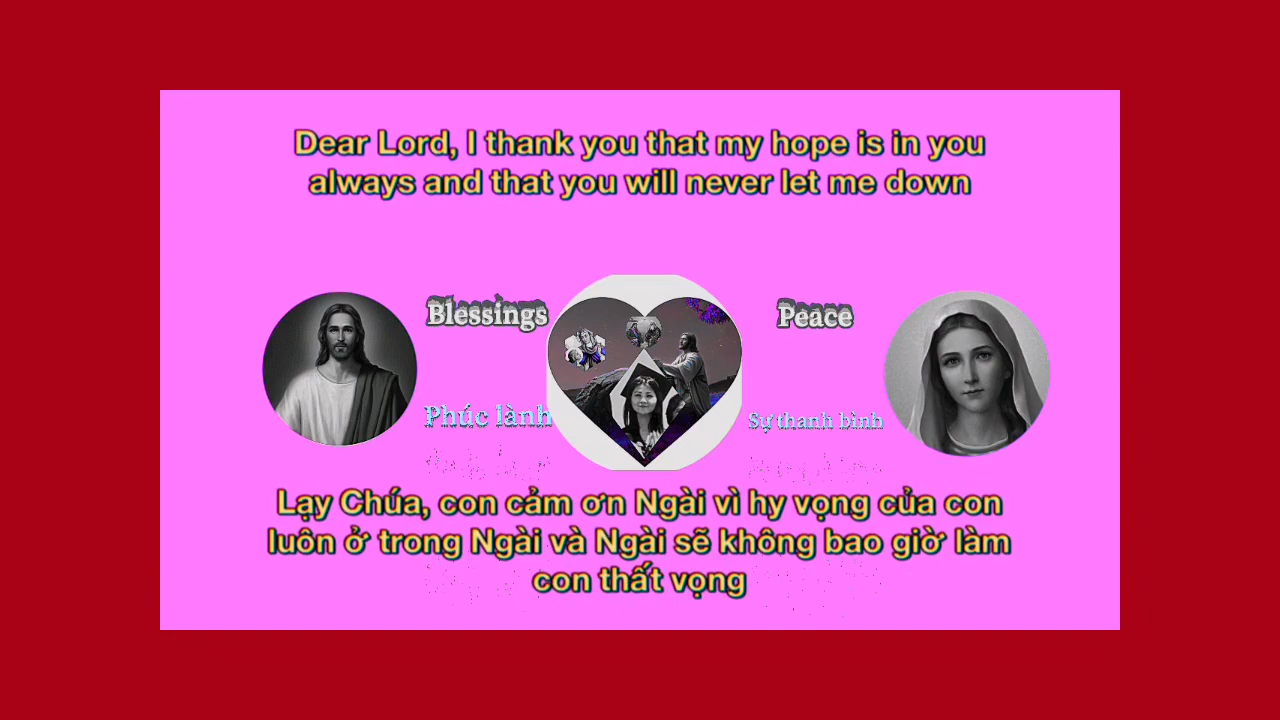 Dear Lord, I thank you that my hope is in you
always and that you will never let me down
Blessings
Peace
Phúc lành
Sự thanh bình
Lạy Chúa, con cảm ơn Ngài vì hy vọng của con
luôn ở trong Ngài và Ngài sẽ không bao giờ làm
con thất vọng